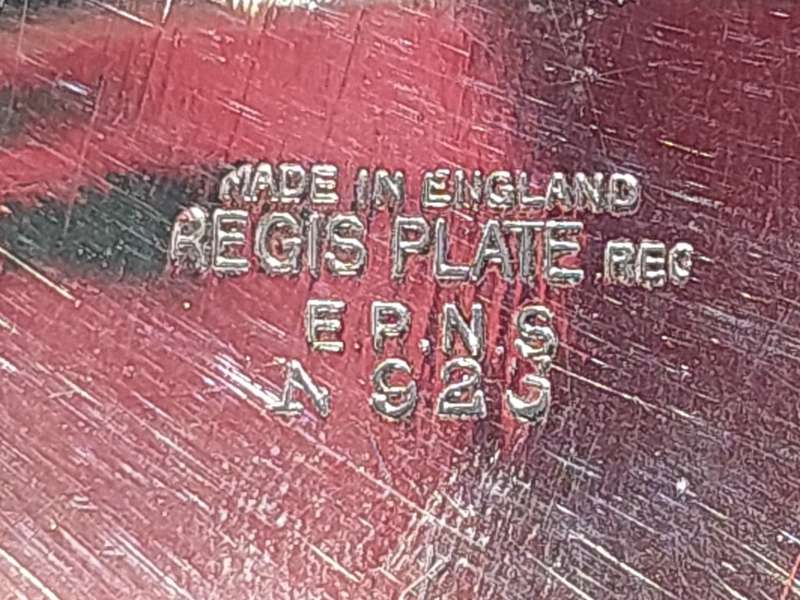 MADE IN ENGLAND
REGIS PLATE REG
E.P.N.S
N 923